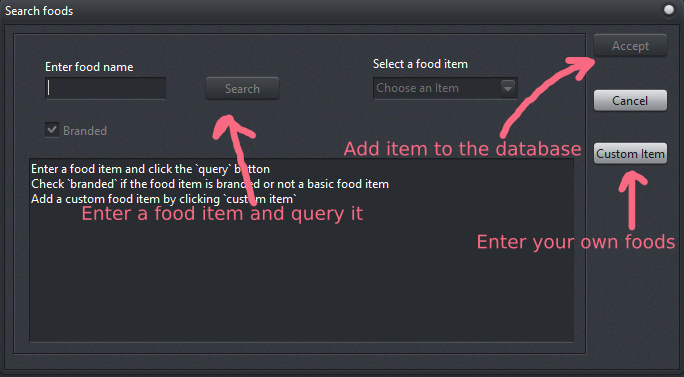 Search foods
Enter food name
Search
Branded
Select a food item
Choose an Item
Accept
Cancel
Custom Item
Enter a food item and click the `query` button
Check `branded` if the food item is branded or not a basic food item
Add a custom food item by clicking `custom item`
Add item to the database
Enter a food item and query it
Enter your own foods